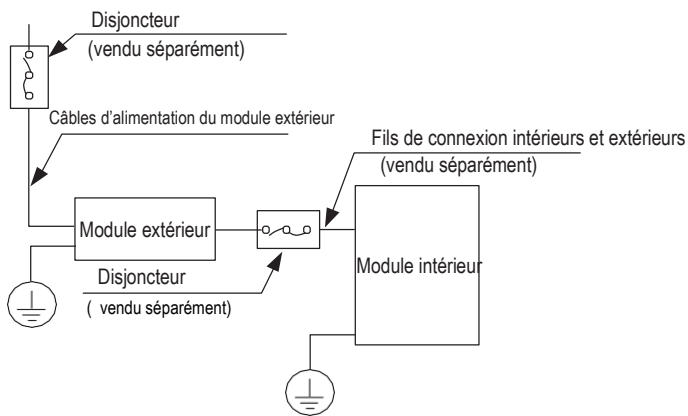 Disjoncteur
(vendu séparément)
Câbles d'alimentation du module extérieur
Fils de connexion intérieurs et extérieurs
(vendu séparément)
Module extérieur
Module intérieur
Disjoncteur
( vendu séparément)